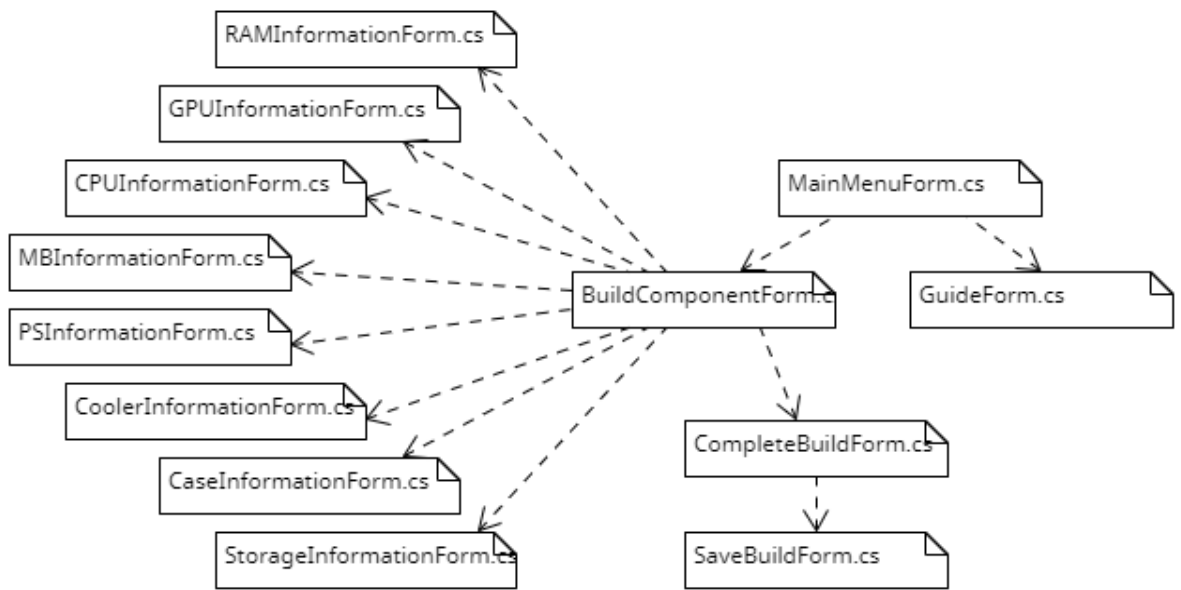 RAMInformationForm.cs
GPUInformationForm.cs
CPUInformationForm.cs
MainMenuForm.cs
MBInformationForm.cs
BuildComponentForm.c
GuideForm.cs
PSInformationForm.cs
CoolerInformationForm.cs
CompleteBuildForm.cs
CaseInformationForm.cs
StorageInformationForm.cs
SaveBuildForm.cs